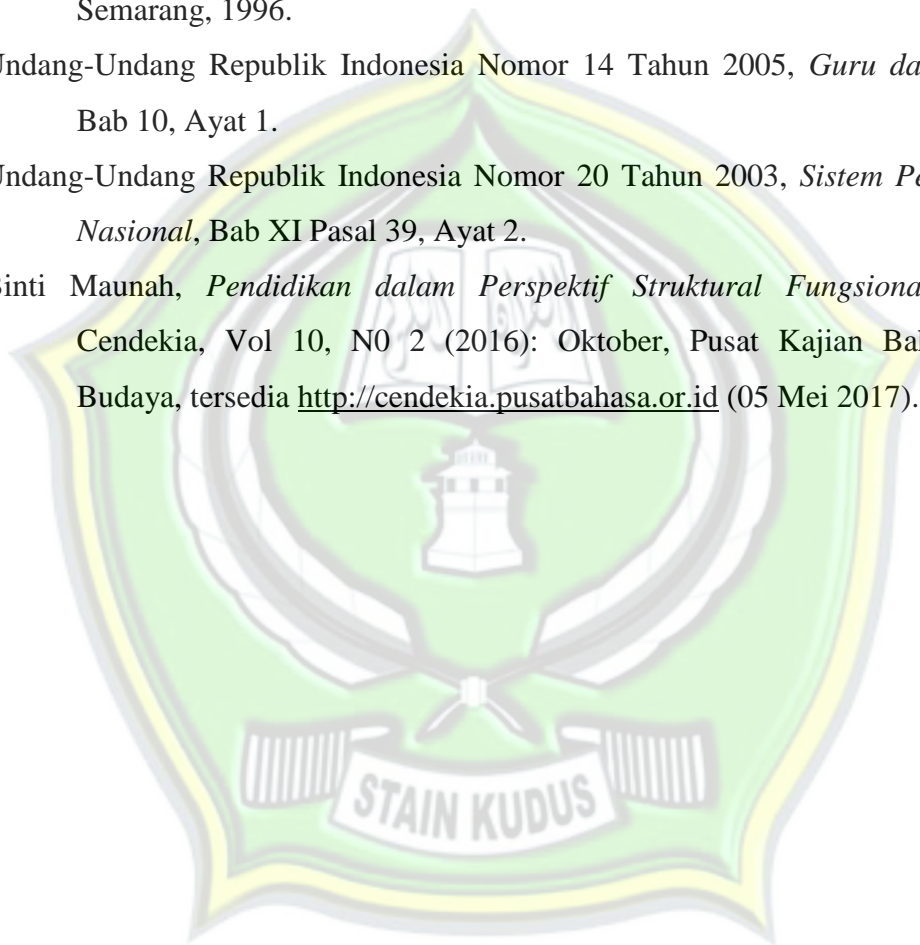 Semarang, 1996.
Undang-Undang Republik Indonesia Nomor 14 Tahun 2005, Guru da
Bab 10, Ayat 1.
Undang-Undang Republik Indonesia Nomor 20 Tahun 2003, Sistem Pe
Nasional, Bab XI Pasal 39, Ayat 2.
Binti Maunah, Pendidikan dalam Perspektif Struktural Fungsiona
Cendekia, Vol 10, N0 2 (2016): Oktober, Pusat Kajian Bah
Budaya, tersedia http://cendekia.pusatbahasa.or.id (05 Mei 2017).
STAIN KUDUS